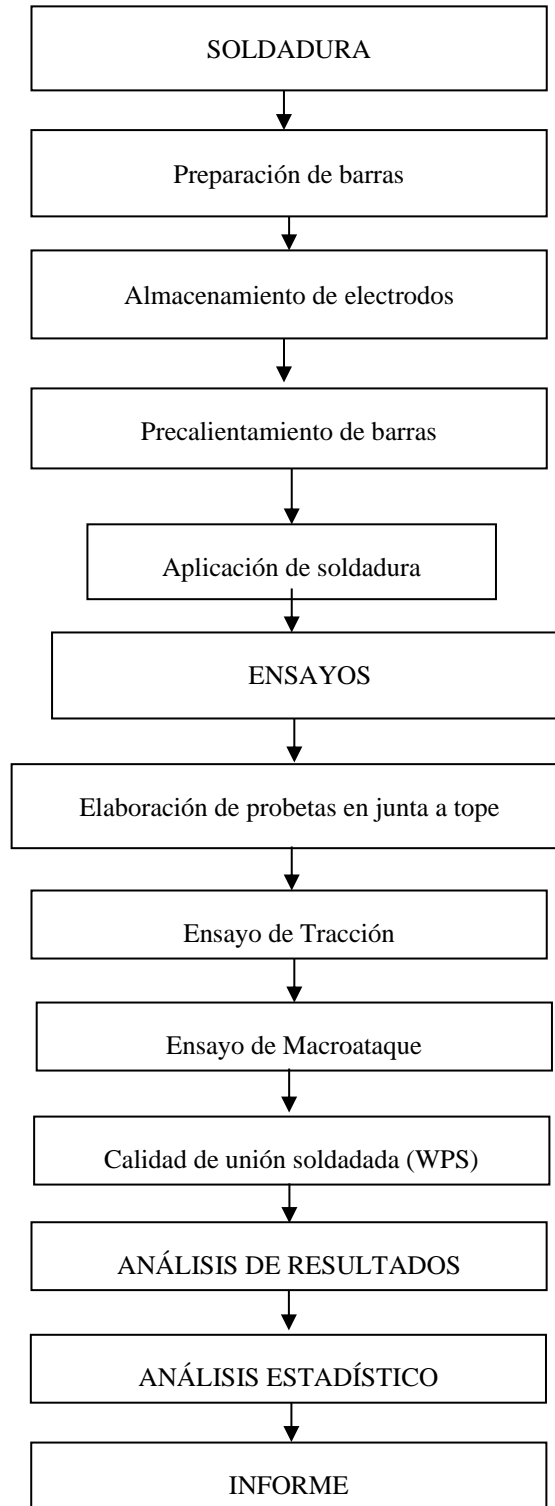 SOLDADURA
Preparación de barras
Almacenamiento de electrodos
Precalientamiento de barras
Aplicación de soldadura
ENSAYOS
Elaboración de probetas en junta a tope
Ensayo de Tracción
Ensayo de Macroataque
Calidad de unión soldadada (WPS)
ANÁLISIS DE RESULTADOS
ANÁLISIS ESTADÍSTICO
INFORME